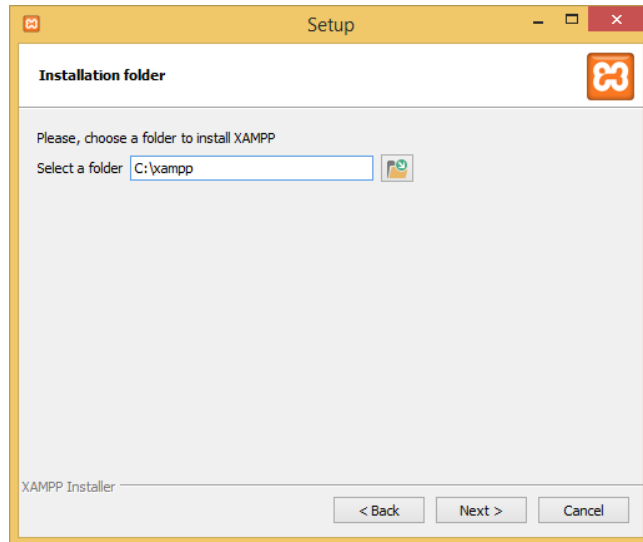 Setup
Installation folder
Please, choose a folder to install XAMPP
Select a folder C:\xampp
XAMPP Installer
< Back Next > Cancel